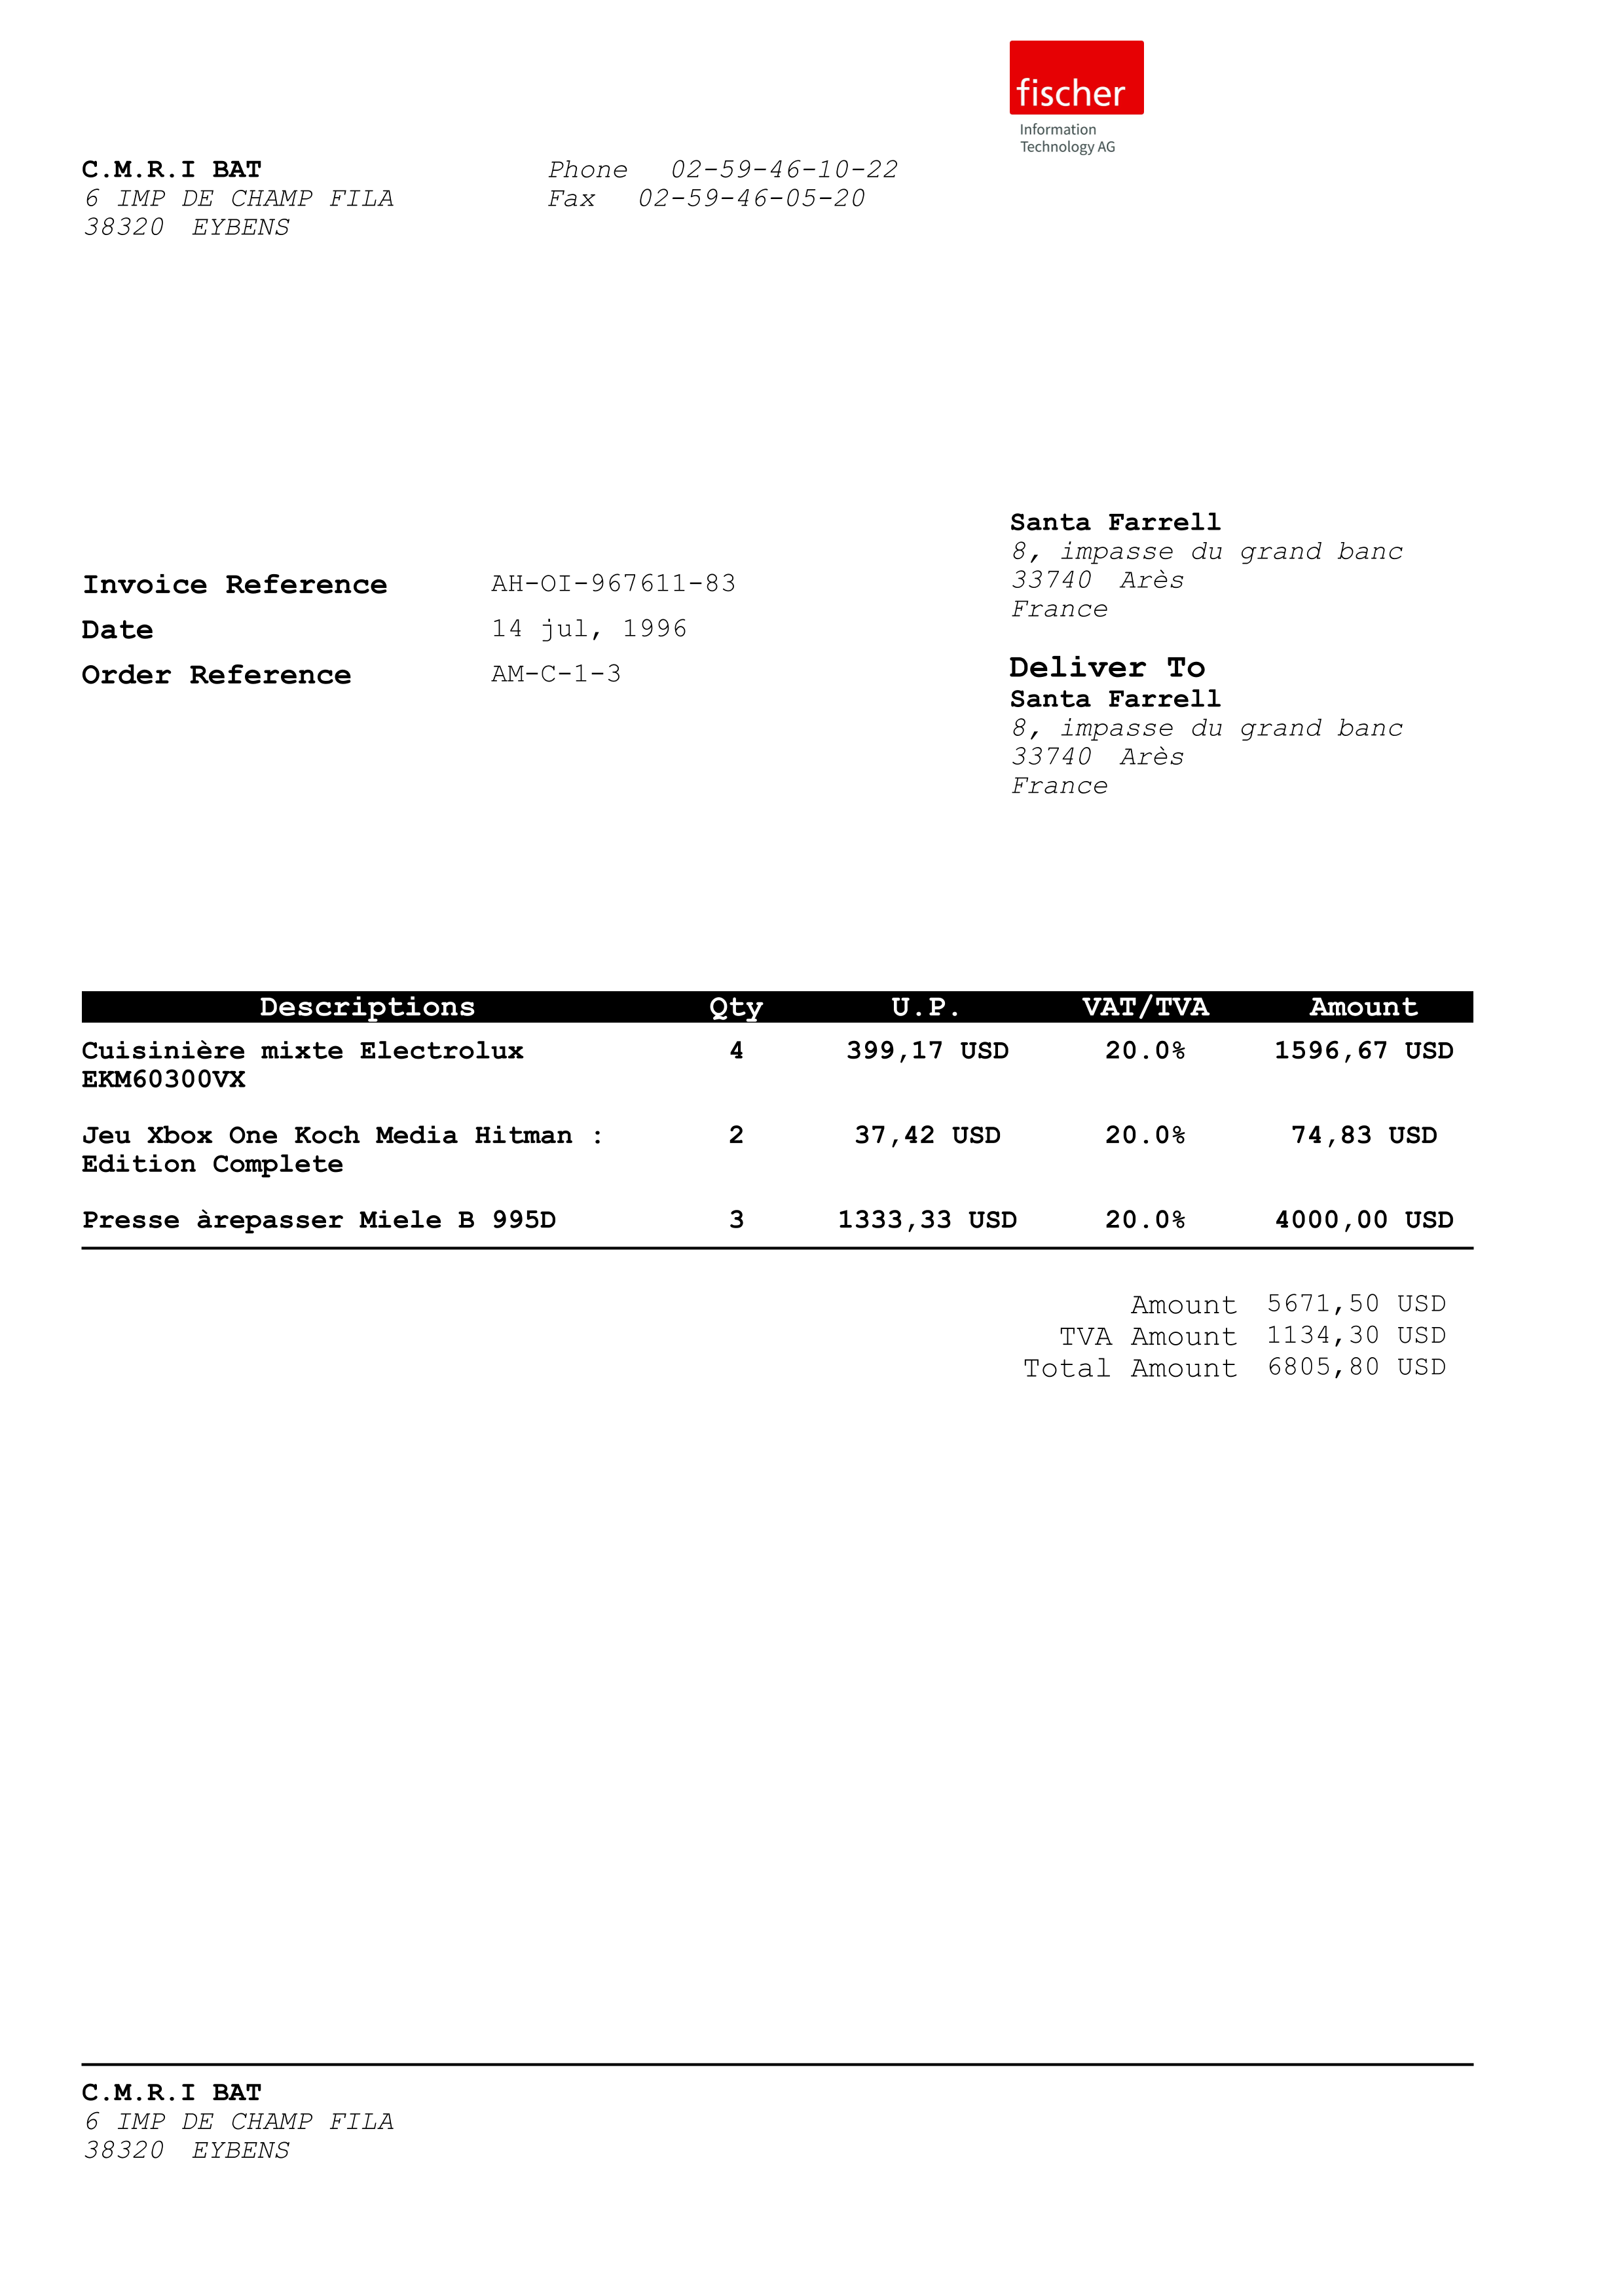 fischer
Information
Technology AG
C.M.R.I BAT
6 IMP DE CHAMP FILA
38320 EYBENS
Phone 02-59-46-10-22
Fax 02-59-46-05-20
Santa Farrell
8, impasse du grand banc
33740 Arès
France
Invoice Reference AH-OI-967611-83
Date 14 jul, 1996
Order Reference AM-C-1-3
Deliver To
Santa Farrell
8, impasse du grand banc
33740 Arès
France
Descriptions Qty U.P. VAT/TVA Amount
Cuisinière mixte Electrolux 4 399,17 USD 20.0% 1596,67 USD
EKM60300VX
Jeu Xbox One Koch Media Hitman : 2 37,42 USD 20.0% 74,83 USD
Edition Complete
Presse àrepasser Miele B 995D 3 1333,33 USD 20.0% 4000,00 USD
Amount 5671,50 USD
TVA Amount 1134,30 USD
Total Amount 6805,80 USD
C.M.R.I BAT
6 IMP DE CHAMP FILA
38320 EYBENS